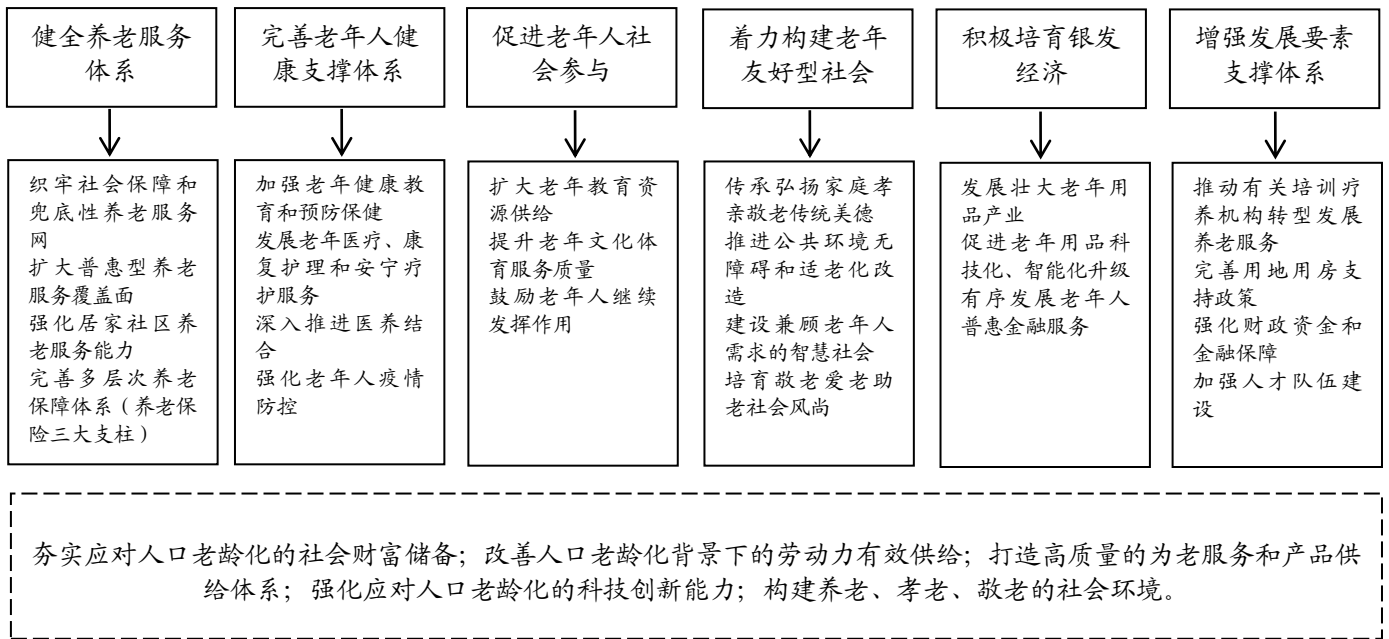 健全养老服务
体系
完善老年人健
康支撑体系
促进老年人社
会参与
着力构建老年
友好型社会
积极培育银发
经济
增强发展要素
支撑体系
织牢社会保障和
兜底性养老服务
网
扩大普惠型养老
服务覆盖面
强化居家社区养
老服务能力
完善多层次养老
保障体系(养老保
险三大支柱)
加强老年健康教
育和预防保健
发展老年医疗、康
复护理和安宁疗
护服务
深入推进医养结
合
强化老年人疫情
防控
扩大老年教育资
源供给
提升老年文化体
育服务质量
鼓励老年人继续
发挥作用
传承弘扬家庭孝
亲敬老传统美德
推进公共环境无
障碍和适老化改
造
建设兼顾老年人
需求的智慧社会
培育敬老爱老助
老社会风尚
发展壮大老年用
品产业
促进老年用品科
技化、智能化升级
有序发展老年人
普惠金融服务
推动有关培训疗
养机构转型发展
养老服务
完善用地用房支
持政策
强化财政资金和
金融保障
加强人才队伍建
设
夯实应对人口老龄化的社会财富储备；改善人口老龄化背景下的劳动力有效供给；打造高质量的为老服务和产品供
给体系；强化应对人口老龄化的科技创新能力；构建养老、孝老、敬老的社会环境。